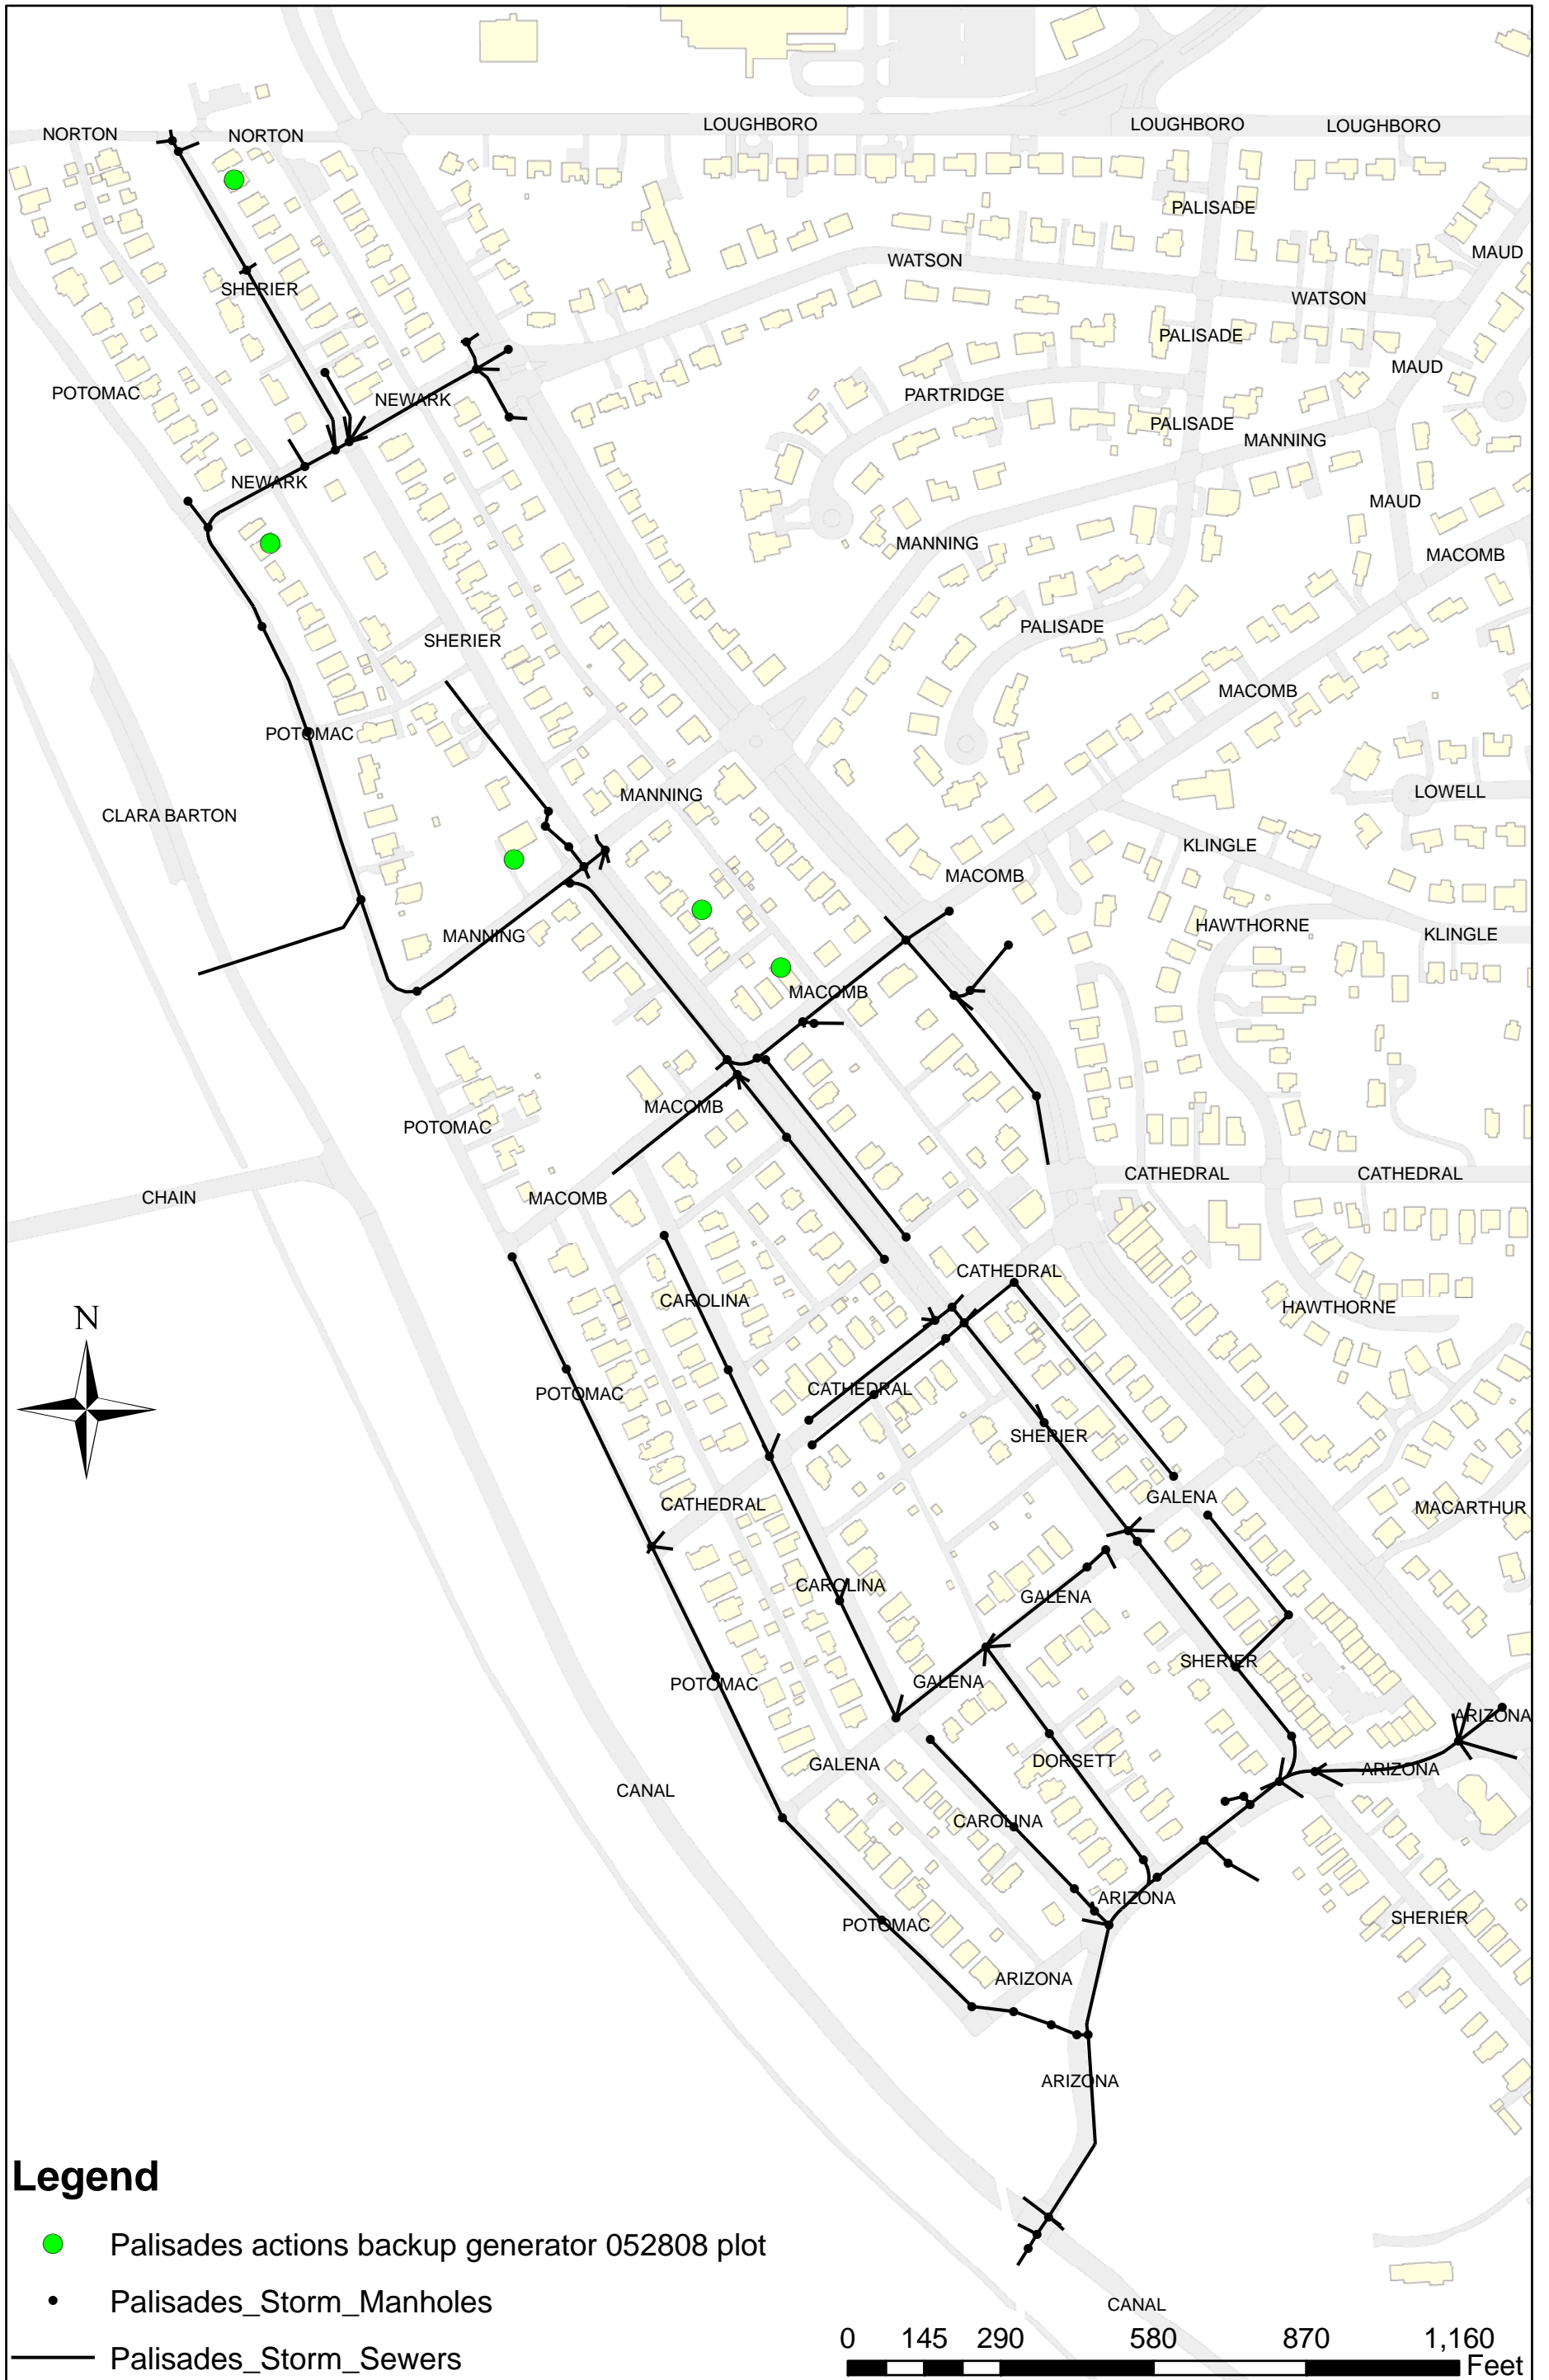 NORTON
NORTON
LOUGHBORO
LOUGHBORO
LOUGHBORO
PALISADE
MAUD
WATSON
SHERIER
WATSON
PALISADE
MAUD
POTOMAC
PARTRIDGE
NEWARK
PALISADE
MANNING
NEWARK
MAUD
MANNING
MACOMB
PALISADE
SHERIER
MACOMB
POTOMAC
MANNING
LOWELL
CLARA BARTON
KLINGLE
MACOMB
HAWTHORNE
MANNING
KLINGLE
MACOMB
MACOMB
POTOMAC
CATHEDRAL
CATHEDRAL
CHAIN
MACOMB
CATHEDRAL
CAROLINA
HAWTHORNE
N
CATHEDRAL
POTOMAC
SHERIER
GALENA
CATHEDRAL
MACARTHUR
CAROLINA
GALENA
SHERIER
GALENA
POTOMAC
ARIZONA
DORSETT
GALENA
ARIZONA
CANAL
CAROLINA
ARIZONA
SHERIER
POTOMAC
ARIZONA
ARIZONA
CANAL
Legend
Palisades actions backup generator 052808 plot
Palisades_Storm_Manholes
Palisades_Storm_Sewers
0 145 290 580 870 1,160
Feet